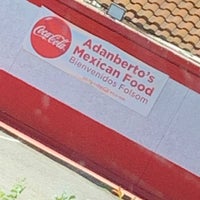 Coca-Cola
Adanberto's
Mexican Food
Bienvenidos Folsom